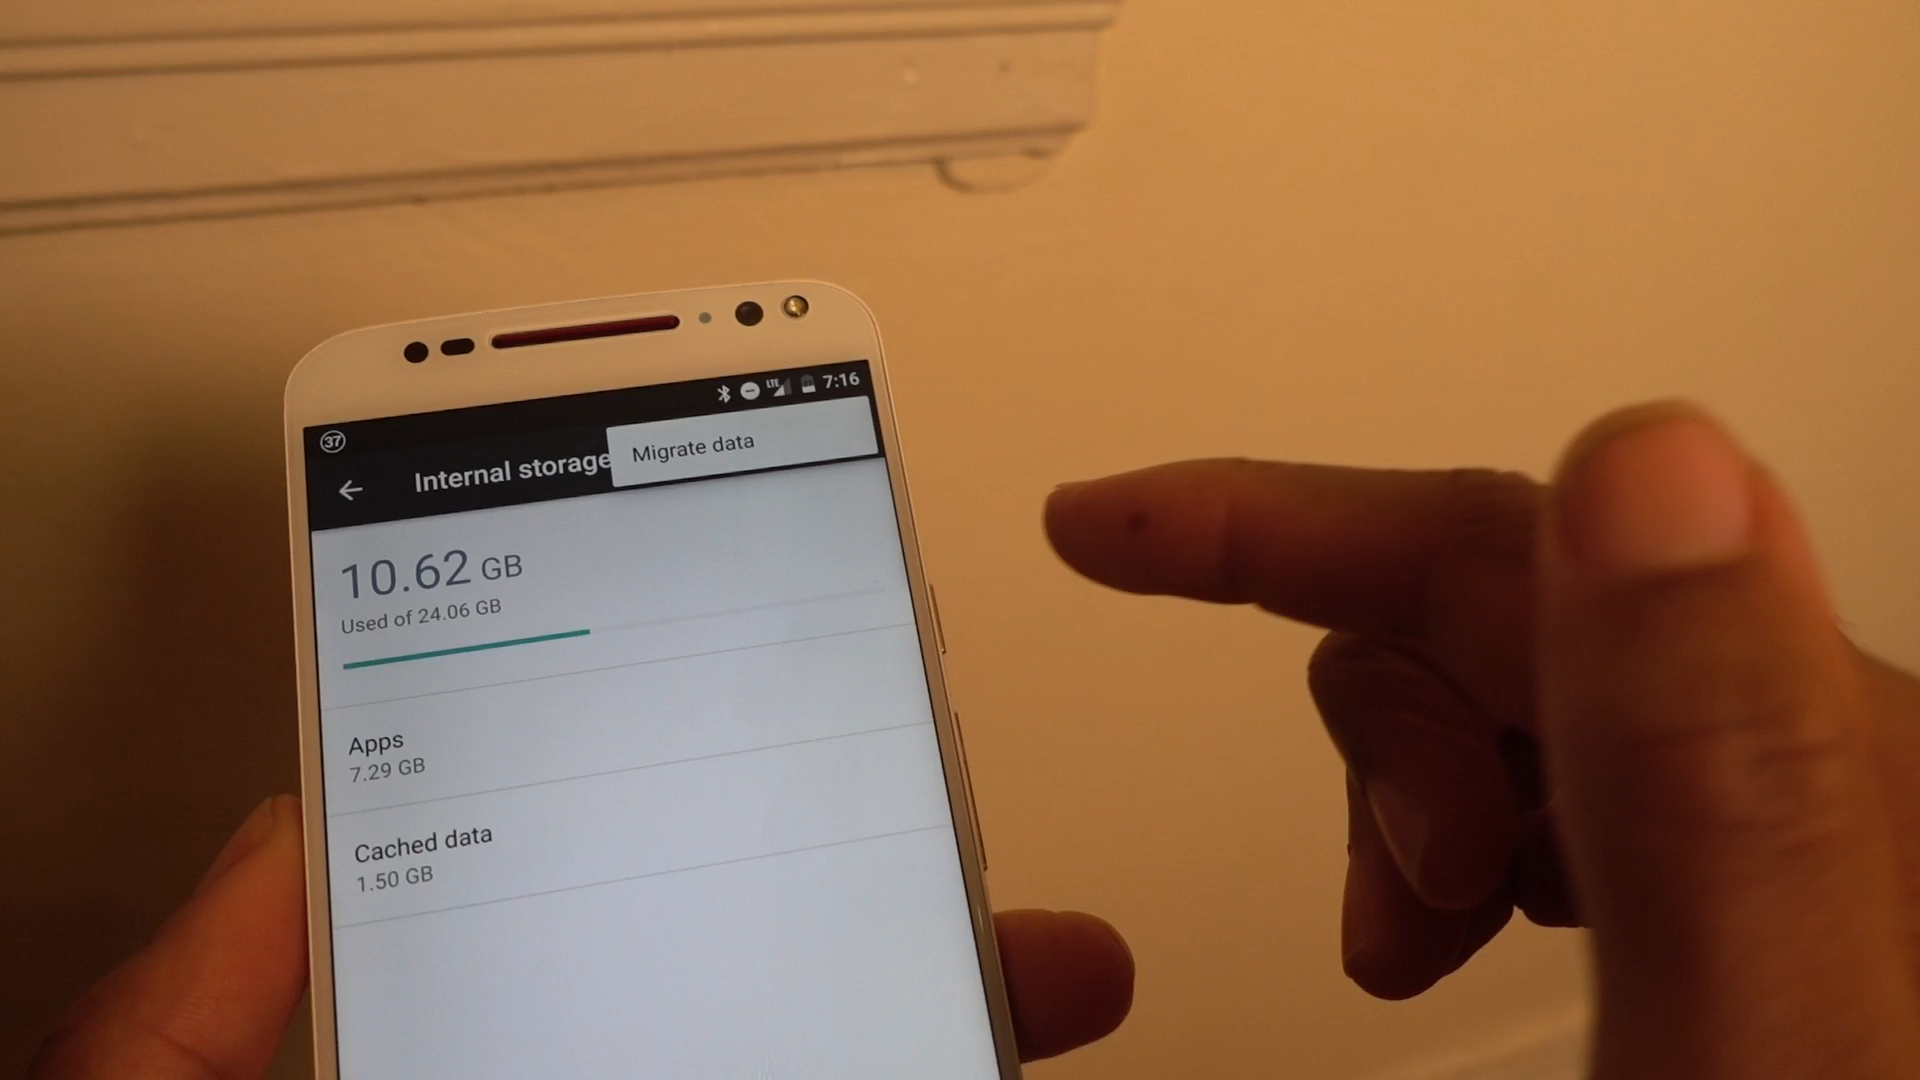 LTE 7:16
37
Migrate data
Internal storage
10.62 GB
Used of 24.06 GB
Apps
7.29 GB
Cached data
1.50 GB